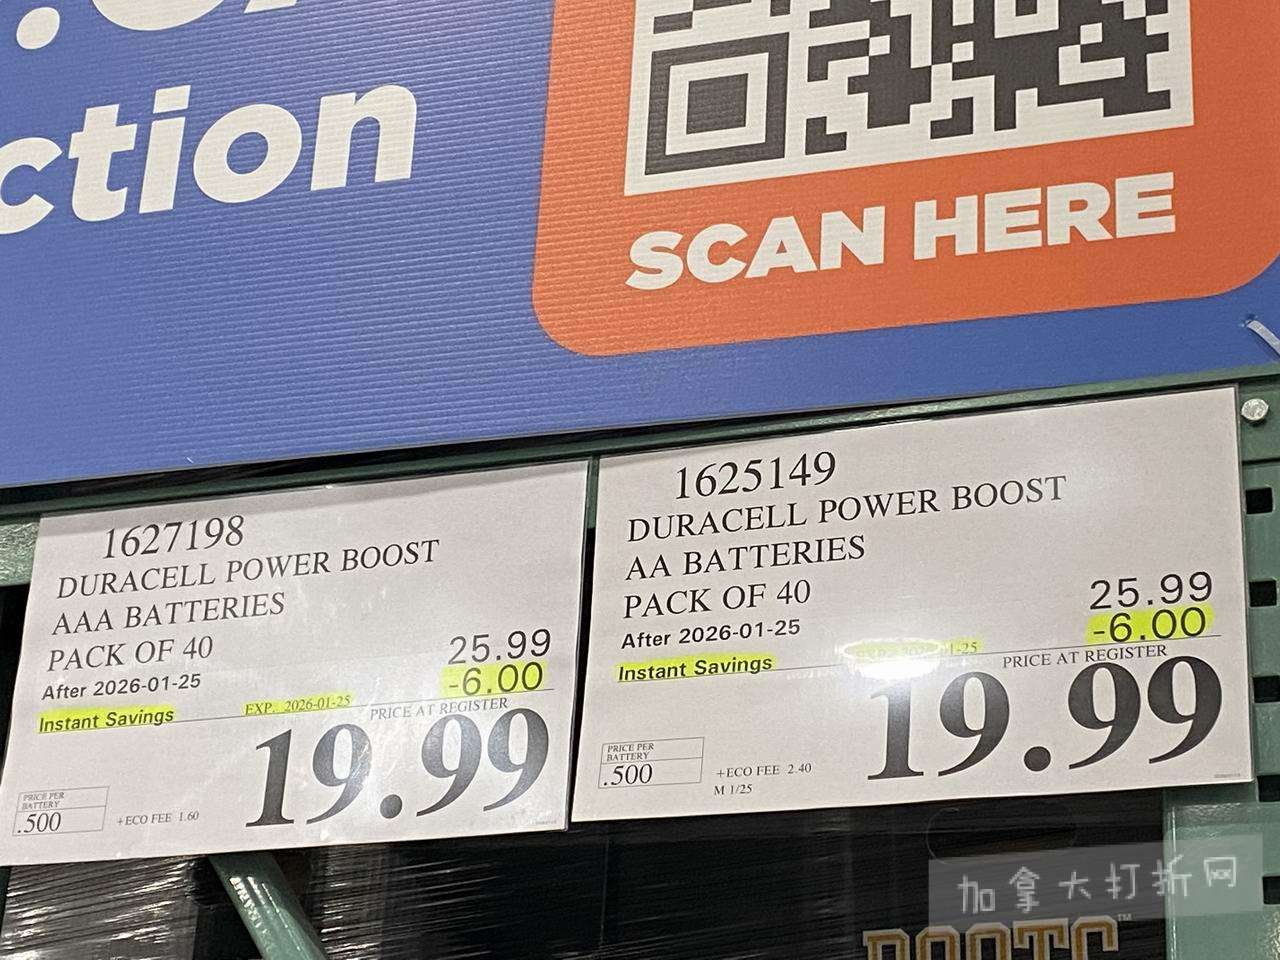 ction
SCAN HERE
1627198
DURACELL POWER BOOST
AAA BATTERIES
PACK OF 40
After 2026-01-25
25.99
-6.00
Instant Savings
EXP. 2026-01-25
PRICE AT REGISTER
19.99
PRICE PER
BATTERY
.500
+ECO FEE 1.60
1625149
DURACELL POWER BOOST
AA BATTERIES
PACK OF 40
After 2026-01-25
25.99
-6.00
Instant Savings
PRICE AT REGISTER
19.99
PRICE PER
BATTERY
.500
+ECO FEE 2.40
M 1/25
加拿大打折网